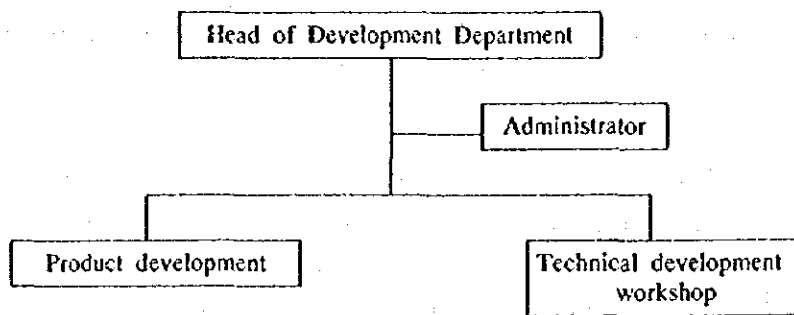 Head of Development Department
Administrator
Product development
Technical development
workshop